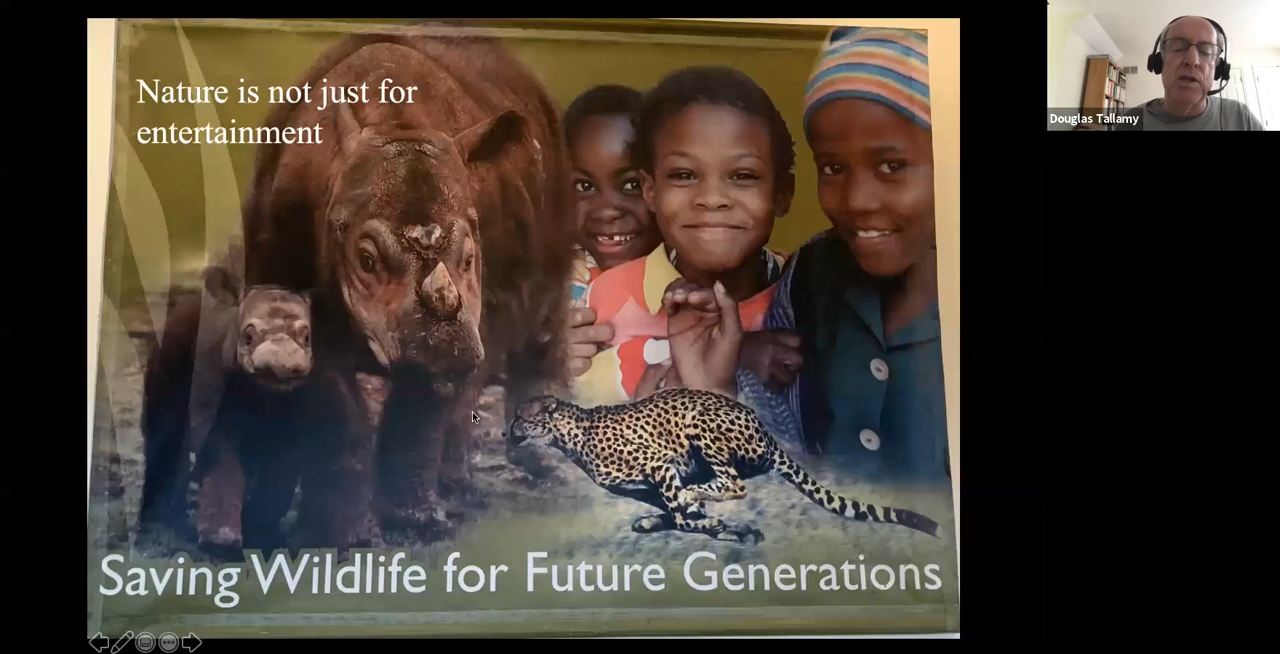 Nature is not just for
entertainment
Douglas Tallamy
Saving Wildlife for Future Generations